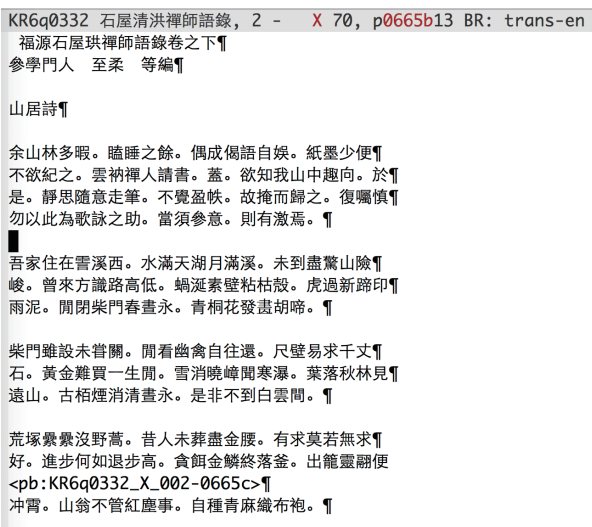 KR6q0332 石屋清洪禪師語錄, 2 -   X 70, p0665b13 BR: trans-en
福源石屋珙禪師語錄卷之下¶
參學門人　至柔　等編¶
山居詩¶
余山林多暇。瞌睡之餘。偶成偈語自娛。紙墨少便¶
不欲紀之。雲衲禪人請書。蓋。欲知我山中趣向。於¶
是。靜思隨意走筆。不覺盈帙。故掩而歸之。復囑慎¶
勿以此為歌詠之助。當須參意。則有激焉。¶
吾家住在霅溪西。水滿天湖月滿溪。未到盡驚山險¶
峻。曾來方識路高低。蝸涎素壁粘枯殼。虎過新蹄印¶
雨泥。閒閉柴門春晝永。青桐花發晝胡啼。¶
柴門雖設未甞關。閒看幽禽自往還。尺壁易求千丈¶
石。黃金難買一生閒。雪消曉嶂聞寒瀑。葉落秋林見¶
遠山。古栢煙消清晝永。是非不到白雲間。¶
荒塚纍纍沒野蒿。昔人未葬盡金腰。有求莫若無求¶
好。進步何如退步高。貪餌金鱗終落釜。出籠靈翮便
<pb:KR6q0332_X_002-0665c>¶
冲霄。山翁不管紅塵事。自種青麻織布袍。¶